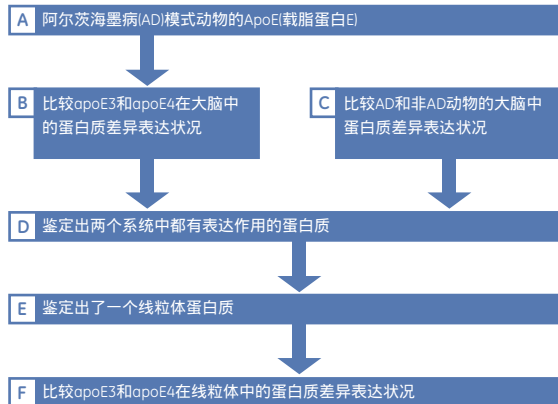 A 阿尔茨海墨病(AD)模式动物的ApoE(载脂蛋白E)
B 比较apoE3和apoE4在大脑中
的蛋白质差异表达状况
C 比较AD和非AD动物的大脑中
蛋白质差异表达状况
D 鉴定出两个系统中都有表达作用的蛋白质
E 鉴定出了一个线粒体蛋白质
F 比较apoE3和apoE4在线粒体中的蛋白质差异表达状况